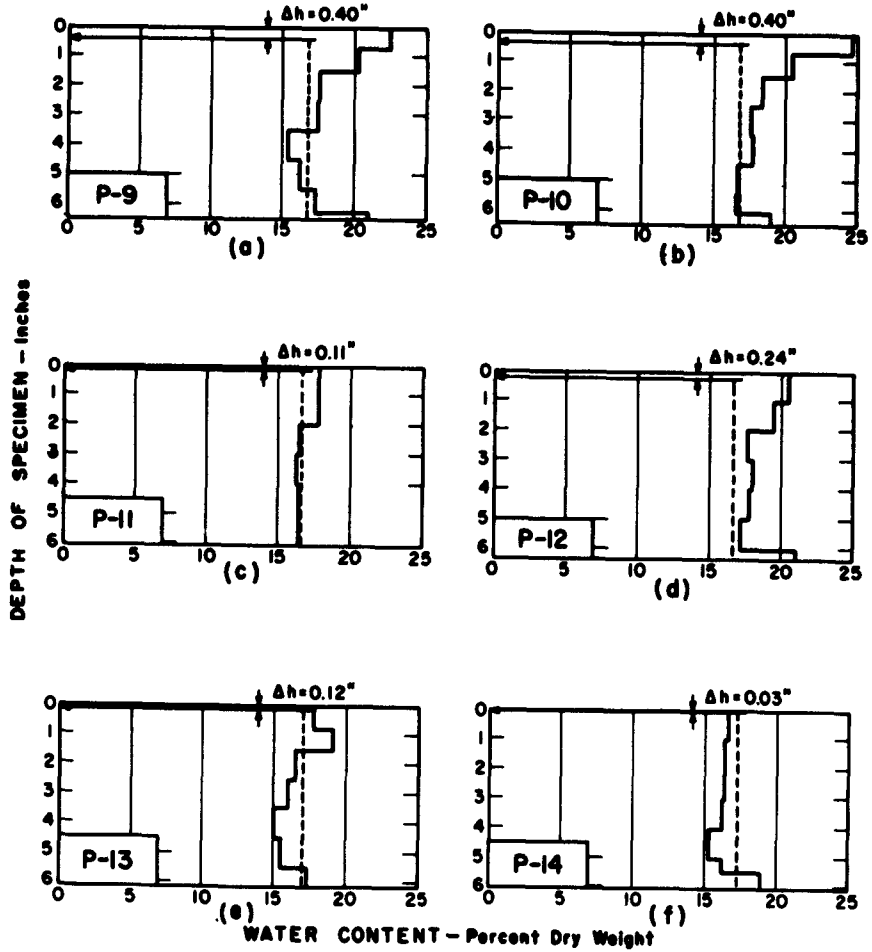 Δh=0.40"
0
1
2
3
4
5
6
P-9
0 5 10 15 20 25
(a)
Δh=0.40"
0
1
2
3
4
5
6
P-10
0 5 10 15 20 25
(b)
DEPTH OF SPECIMEN – Inches
Δh=0.11"
0
1
2
3
4
5
6
P-11
0 5 10 15 20 25
(c)
Δh=0.24"
0
1
2
3
4
5
6
P-12
0 5 10 15 20 25
(d)
Δh=0.12"
0
1
2
3
4
5
6
P-13
0 5 10 15 20 25
(e)
Δh=0.03"
0
1
2
3
4
5
6
P-14
0 5 10 15 20 25
(f)
WATER CONTENT – Percent Dry Weight